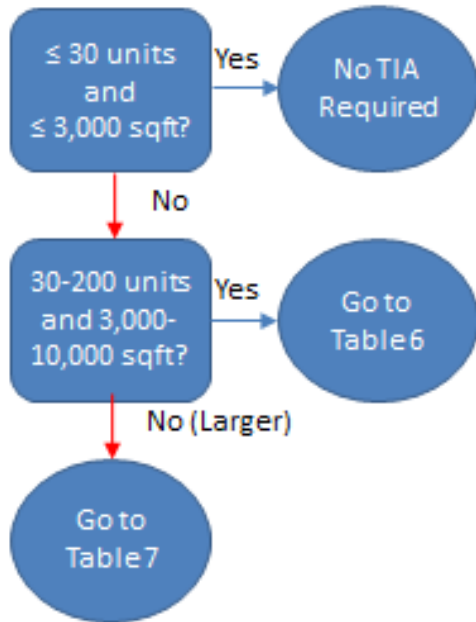 ≤ 30 units
and
≤ 3,000 sqft?
Yes
No TIA
Required
No
30-200 units
and 3,000-
10,000 sqft?
Yes
Go to
Table 6
No (Larger)
Go to
Table 7